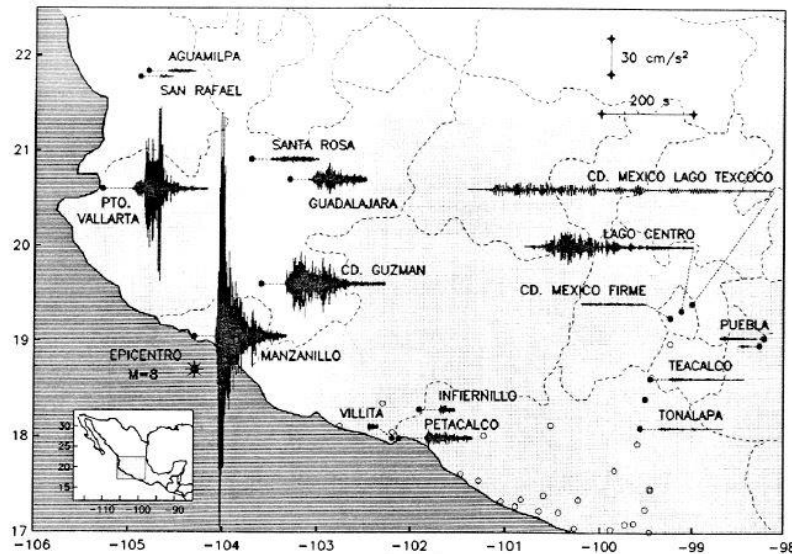 22
AGUAMILPA
SAN RAFAEL
30 cm/s²
200 s
21
SANTA ROSA
GUADALAJARA
PTO.
VALLARTA
CD. MEXICO LAGO TEXCOCO
LAGO CENTRO
20
CD. GUZMAN
CD. MEXICO FIRME
19
MANZANILLO
EPICENTRO
M=8
PUEBLA
TEACALCO
INFIERNILLO
VILLITA
PETACALCO
TONALAPA
18
30
20
-110
-100
-90
17
-106
-105
-104
-103
-102
-101
-100
-99
-98